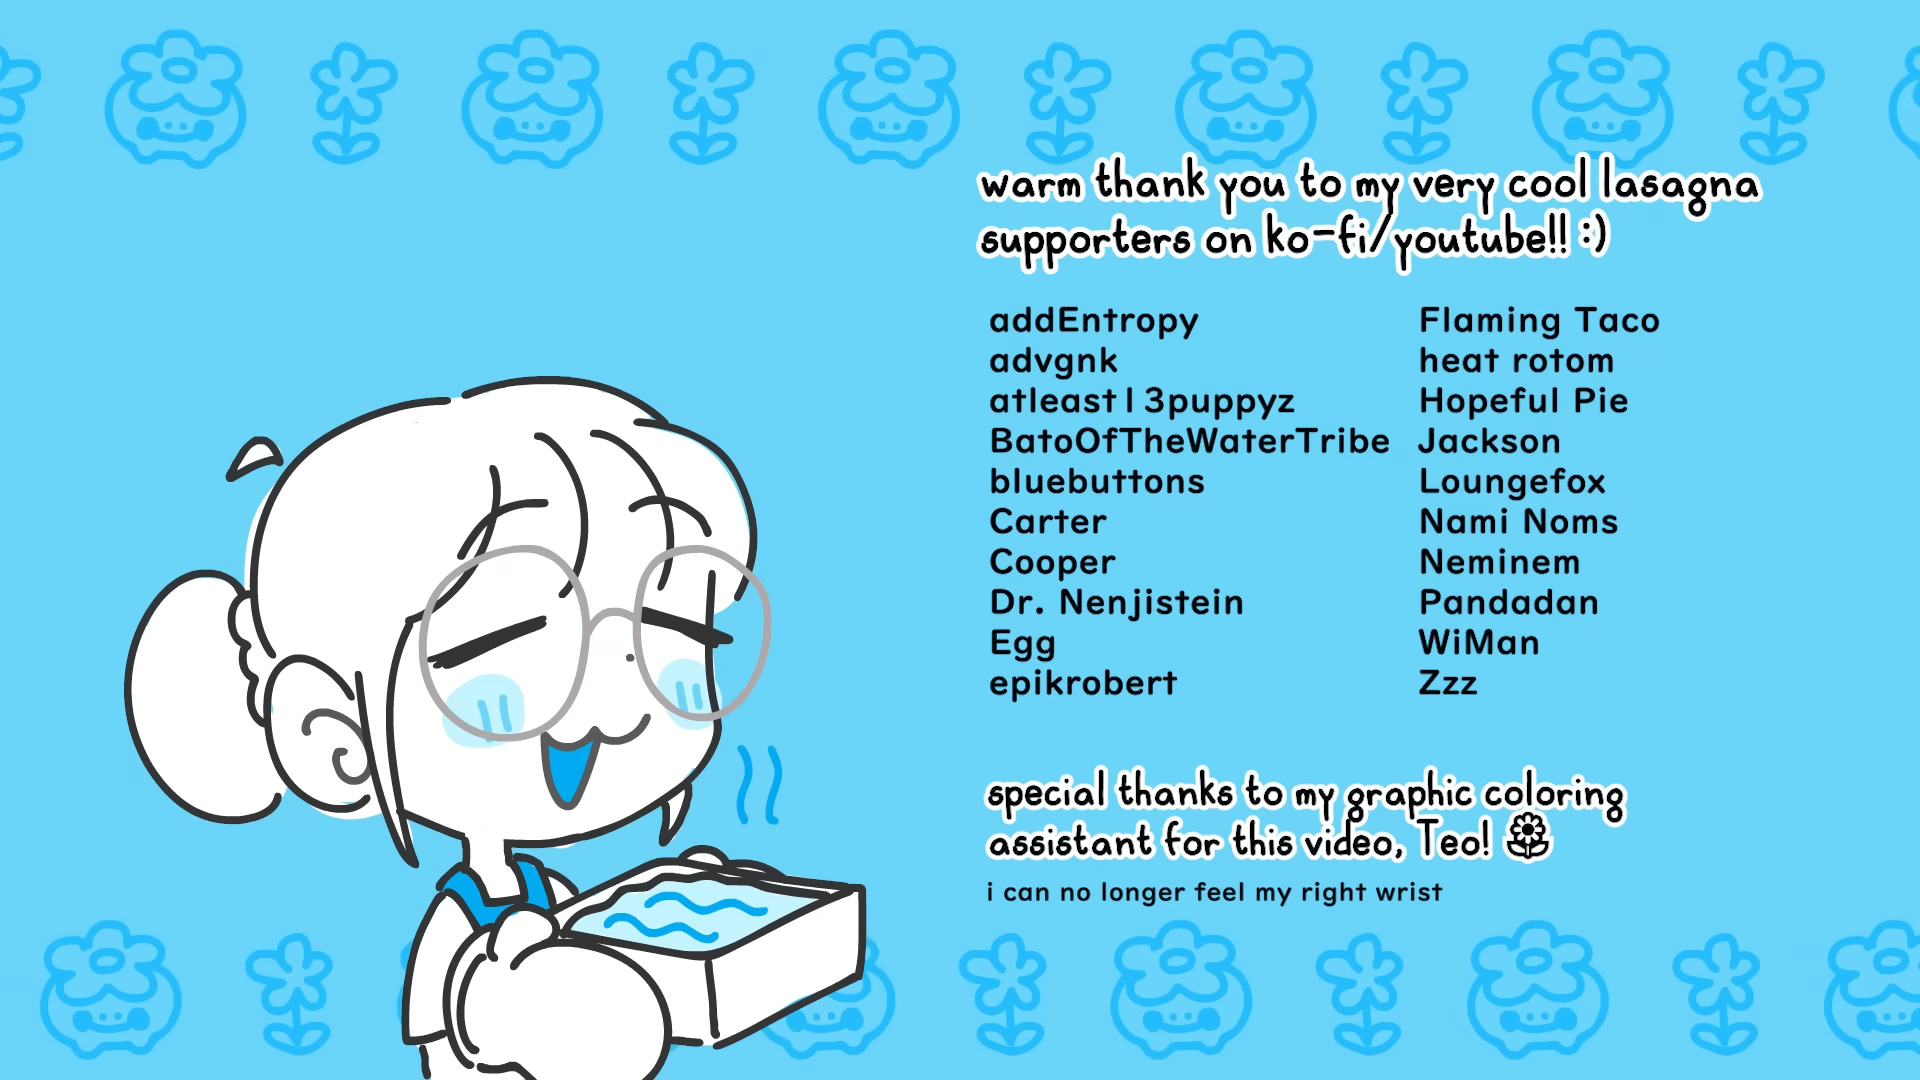 warm thank you to my very cool lasagna
supporters on ko-fi/youtube!! :)
addEntropy
advgnk
atleast13puppyz
BatoOfTheWaterTribe
bluebuttons
Carter
Cooper
Dr. Nenjistein
Egg
epikrobert
Flaming Taco
heat rotom
Hopeful Pie
Jackson
Loungefox
Nami Noms
Neminem
Pandadan
WiMan
Zzz
special thanks to my graphic coloring
assistant for this video, Teo!
i can no longer feel my right wrist